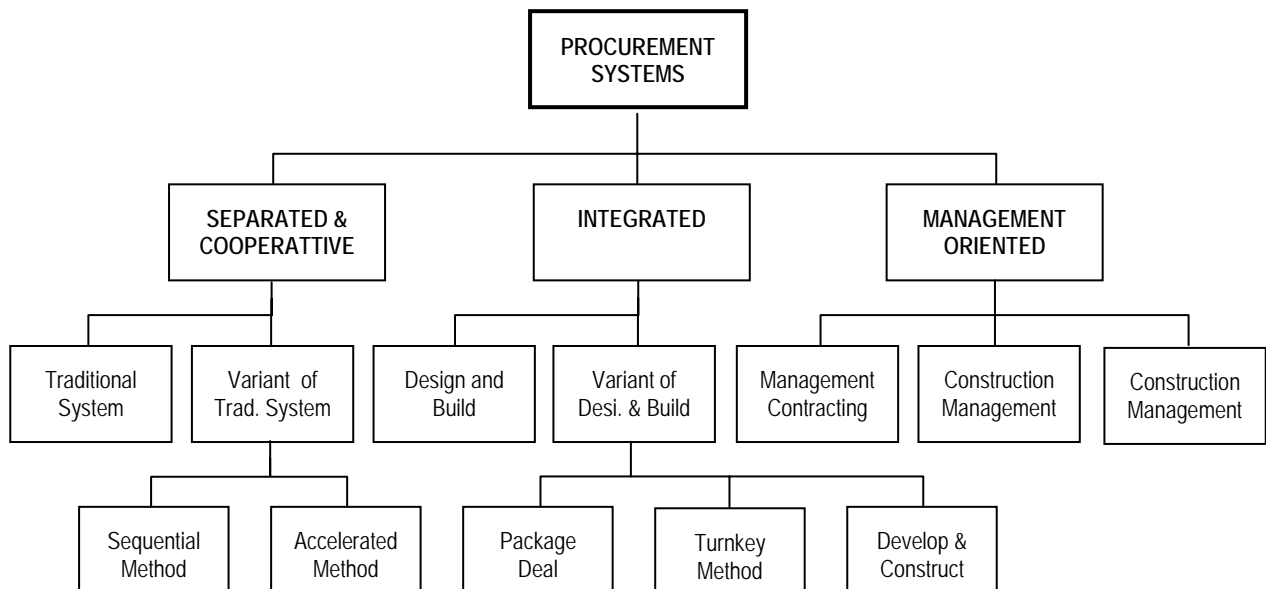 PROCUREMENT
SYSTEMS
SEPARATED &
COOPERATTIVE
INTEGRATED
MANAGEMENT
ORIENTED
Traditional
System
Variant of
Trad. System
Design and
Build
Variant of
Desi. & Build
Management
Contracting
Construction
Management
Construction
Management
Sequential
Method
Accelerated
Method
Package
Deal
Turnkey
Method
Develop &
Construct